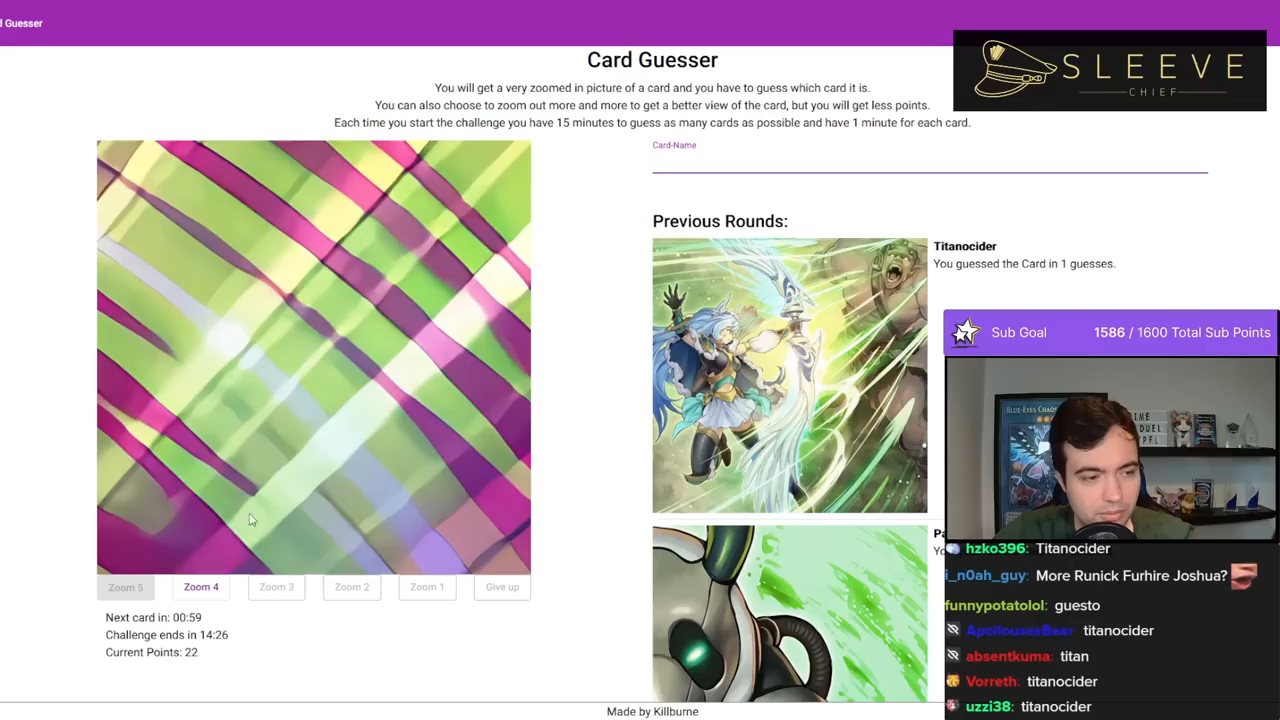 d Guesser
SLEEVE
CHIEF
Card Guesser
You will get a very zoomed in picture of a card and you have to guess which card it is.
You can also choose to zoom out more and more to get a better view of the card, but you will get less points.
Each time you start the challenge you have 15 minutes to guess as many cards as possible and have 1 minute for each card.
Card-Name
Previous Rounds:
Titanocider
You guessed the Card in 1 guesses.
Sub Goal 1586 / 1600 Total Sub Points
BLUE-EYES CHAOS
Pa
Yo
Zoom 5 Zoom 4 Zoom 3 Zoom 2 Zoom 1 Give up
Next card in: 00:59
Challenge ends in 14:26
Current Points: 22
hzko396: Titanocider
i_n0ah_guy: More Runick Furhire Joshua?
funnypotatolol: guesto
ApollousasBear: titanocider
absentkuma: titan
Vorreth: titanocider
uzzi38: titanocider
Made by Killburne